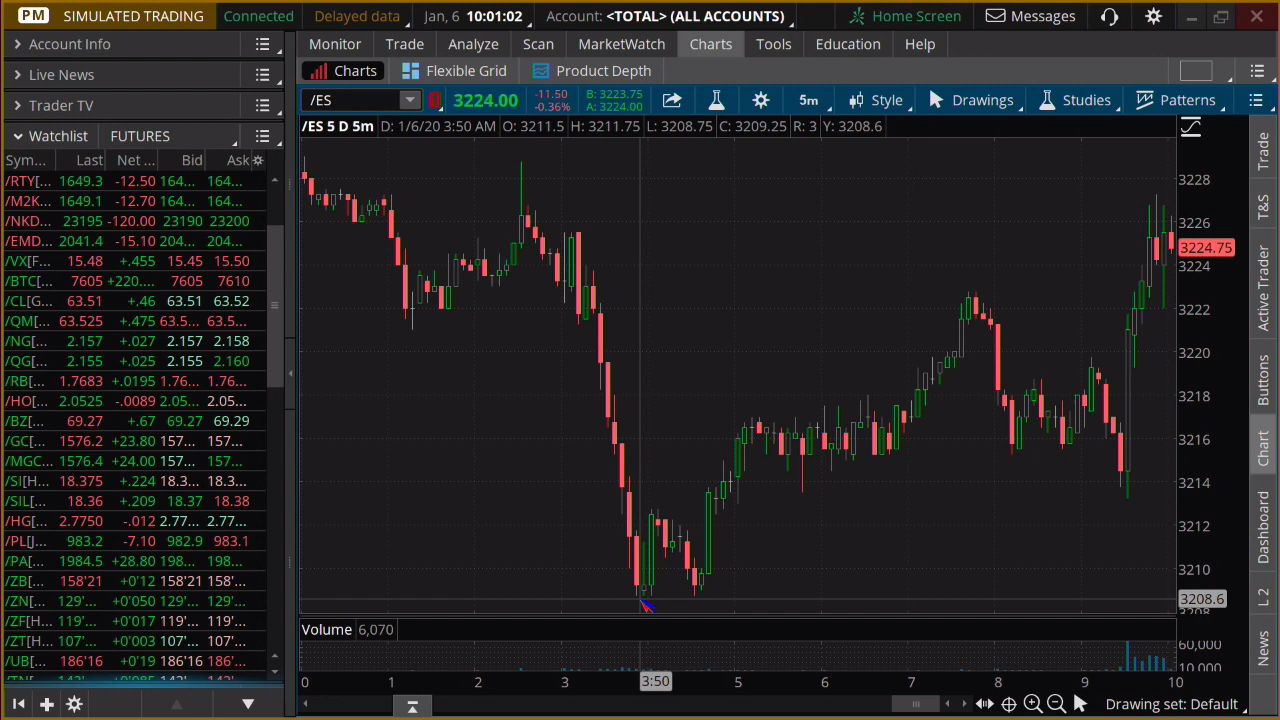 PM SIMULATED TRADING Connected Delayed data Jan, 6 10:01:02 Account: <TOTAL> (ALL ACCOUNTS) Home Screen Messages
Account Info
Live News
Trader TV
Watchlist FUTURES
Sym... Last Net ... Bid Ask
/RTY[... 1649.3 -12.50 164... 164...
/M2K... 1649.1 -12.70 164... 164...
/NKD... 23195 -120.00 23190 23200
/EMD... 2041.4 -15.10 204... 204...
/VX[F... 15.48 +.455 15.45 15.50
/BTC[... 7605 +220.... 7605 7610
/CL[G... 63.51 +.46 63.51 63.52
/QM[... 63.525 +.475 63.5... 63.5...
/NG[... 2.157 +.027 2.157 2.158
/QG[... 2.155 +.025 2.155 2.160
/RB[... 1.7683 +.0195 1.76... 1.76...
/HO[... 2.0525 -.0089 2.05... 2.05...
/BZ[... 69.27 +.67 69.27 69.29
/GC[... 1576.2 +23.80 157... 157...
/MGC... 1576.4 +24.00 157... 157...
/SI[H... 18.375 +.224 18.3... 18.3...
/SIL[... 18.36 +.209 18.37 18.38
/HG[... 2.7750 -.012 2.77... 2.77...
/PL[J... 983.2 -7.10 982.9 983.1
/PA[... 1984.5 +28.80 198... 198...
/ZB[... 158'21 +0'12 158'21 158'...
/ZN[... 129'... +0'050 129'... 129'...
/ZF[... 119'... +0'017 119'... 119'...
/ZT[H... 107'... +0'003 107'... 107'...
/UB[... 186'16 +0'19 186'16 186'...
Monitor Trade Analyze Scan MarketWatch Charts Tools Education Help
Charts Flexible Grid Product Depth
/ES 3224.00 -11.50 -0.36% B: 3223.75 A: 3224.00 5m Style Drawings Studies Patterns
/ES 5 D 5m D: 1/6/20 3:50 AM O: 3211.5 H: 3211.75 L: 3208.75 C: 3209.25 R: 3 Y: 3208.6
3228
3226
3224.75
3224
3222
3220
3218
3216
3214
3212
3210
3208.6
3208
Volume 6,070
60,000
10,000
0 1 2 3 3:50 5 6 7 8 9 10
Drawing set: Default
Trade
T&S
Active Trader
Buttons
Chart
Dashboard
L 2
News